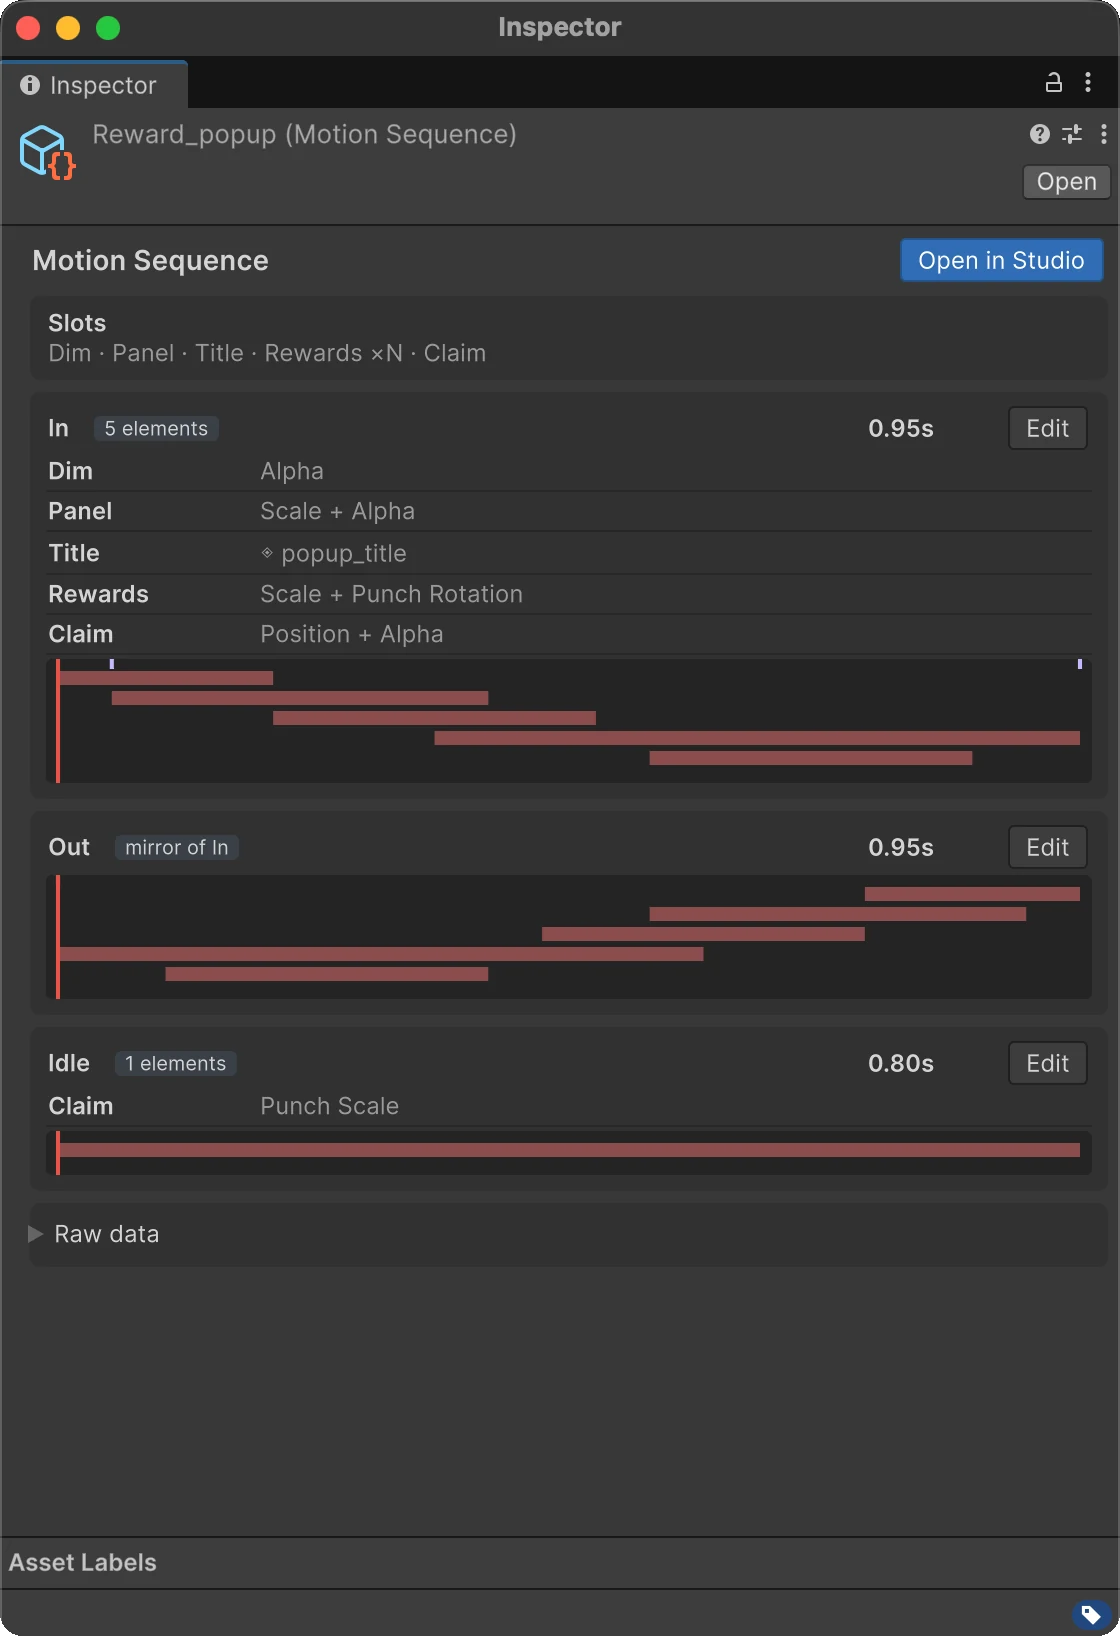 Inspector
Inspector
Reward_popup (Motion Sequence)
Open
Motion Sequence
Open in Studio
Slots
Dim · Panel · Title · Rewards ×N · Claim
In 5 elements 0.95s Edit
Dim Alpha
Panel Scale + Alpha
Title popup_title
Rewards Scale + Punch Rotation
Claim Position + Alpha
Out mirror of In 0.95s Edit
Idle 1 elements 0.80s Edit
Claim Punch Scale
Raw data
Asset Labels